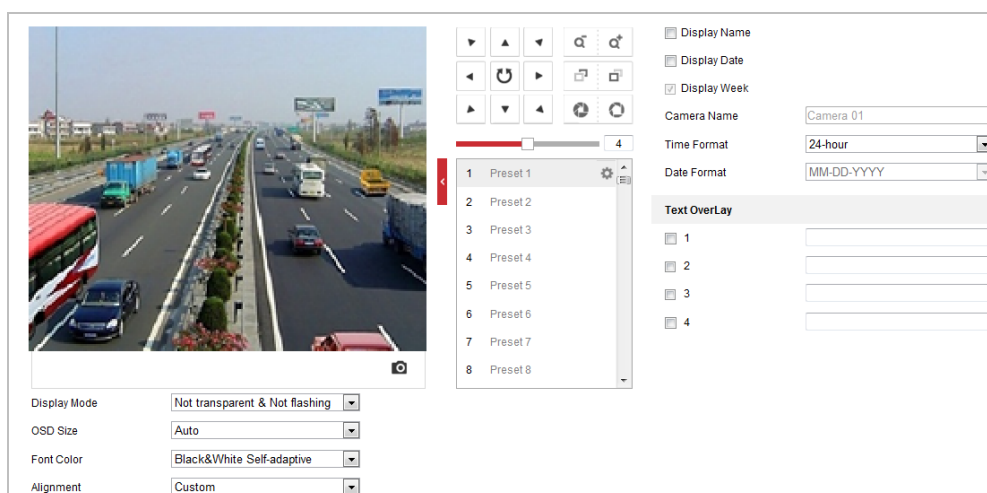 Display Name
Display Date
Display Week
Camera Name Camera 01
Time Format 24-hour
Date Format MM-DD-YYYY
Text OverLay
1
2
3
4
4
1 Preset 1
2 Preset 2
3 Preset 3
4 Preset 4
5 Preset 5
6 Preset 6
7 Preset 7
8 Preset 8
Display Mode Not transparent & Not flashing
OSD Size Auto
Font Color Black&White Self-adaptive
Alignment Custom